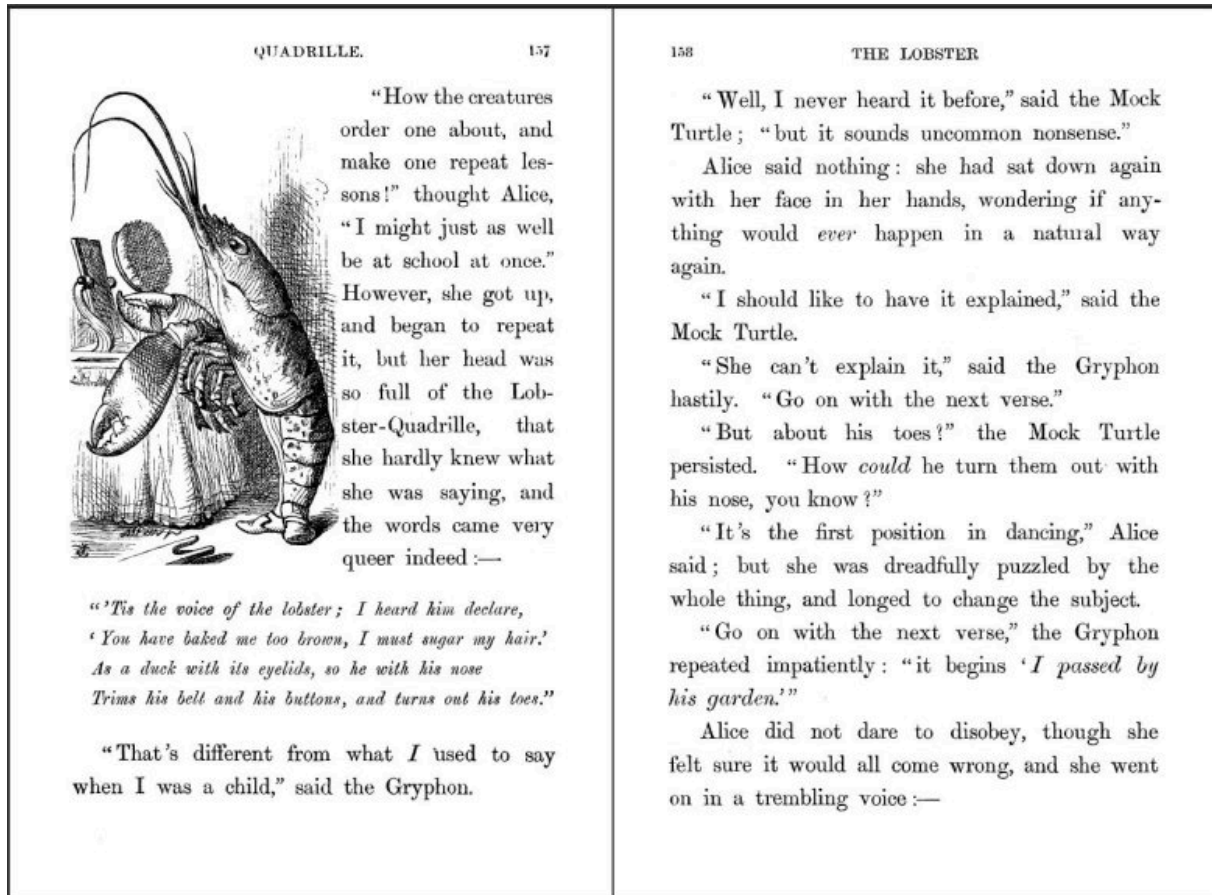 QUADRILLE. 157
“How the creatures
order one about, and
make one repeat les-
sons!” thought Alice,
“I might just as well
be at school at once.”
However, she got up,
and began to repeat
it, but her head was
so full of the Lob-
ster-Quadrille, that
she hardly knew what
she was saying, and
the words came very
queer indeed :—
“’Tis the voice of the lobster ; I heard him declare,
‘ You have baked me too brown, I must sugar my hair.’
As a duck with its eyelids, so he with his nose
Trims his belt and his buttons, and turns out his toes.”
“That’s different from what I used to say
when I was a child,” said the Gryphon.
158 THE LOBSTER
“Well, I never heard it before,” said the Mock
Turtle ; “but it sounds uncommon nonsense.”
Alice said nothing : she had sat down again
with her face in her hands, wondering if any-
thing would ever happen in a natural way
again.
“I should like to have it explained,” said the
Mock Turtle.
“She can’t explain it,” said the Gryphon
hastily. “Go on with the next verse.”
“But about his toes ?” the Mock Turtle
persisted. “How could he turn them out with
his nose, you know ?”
“It’s the first position in dancing,” Alice
said ; but she was dreadfully puzzled by the
whole thing, and longed to change the subject.
“Go on with the next verse,” the Gryphon
repeated impatiently : “it begins ‘I passed by
his garden.’”
Alice did not dare to disobey, though she
felt sure it would all come wrong, and she went
on in a trembling voice :—